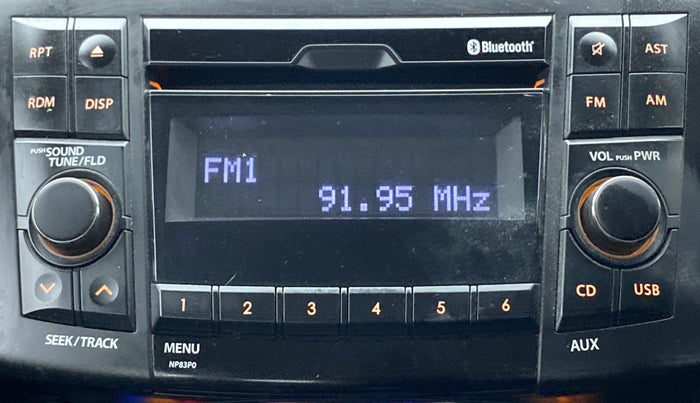 RPT
RDM DISP
PUSH SOUND
TUNE/FLD
SEEK/TRACK
Bluetooth®
FM1
91.95 MHz
1 2 3 4 5 6
MENU
NP83P0
AST
FM AM
VOL PUSH PWR
CD USB
AUX